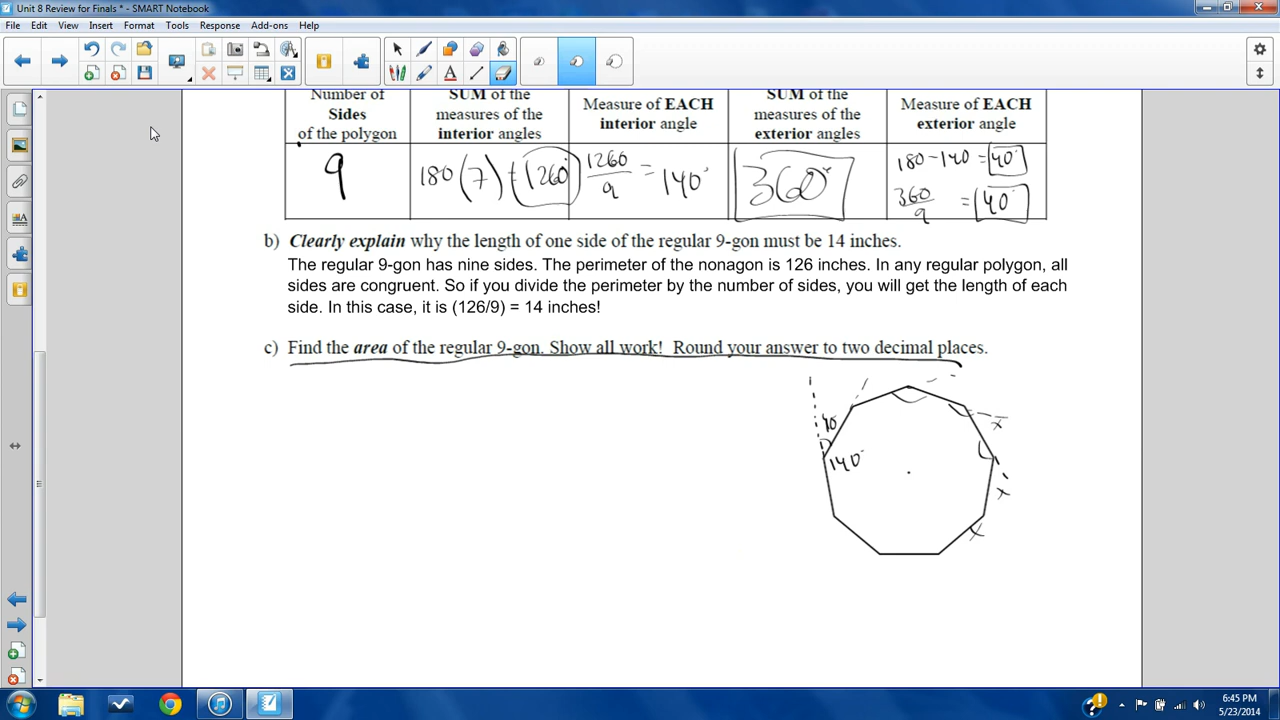 Unit 8 Review for Finals * - SMART Notebook
File Edit View Insert Format Tools Response Add-ons Help
Number of Sides of the polygon
SUM of the measures of the interior angles
Measure of EACH interior angle
SUM of the measures of the exterior angles
Measure of EACH exterior angle
9
180(7) = 1260°
1260/9 = 140°
360°
180-140 = 40°
360/9 = 40°
b) Clearly explain why the length of one side of the regular 9-gon must be 14 inches.
The regular 9-gon has nine sides. The perimeter of the nonagon is 126 inches. In any regular polygon, all
sides are congruent. So if you divide the perimeter by the number of sides, you will get the length of each
side. In this case, it is (126/9) = 14 inches!
c) Find the area of the regular 9-gon. Show all work! Round your answer to two decimal places.
40
140°
x
x
x
6:45 PM
5/23/2014